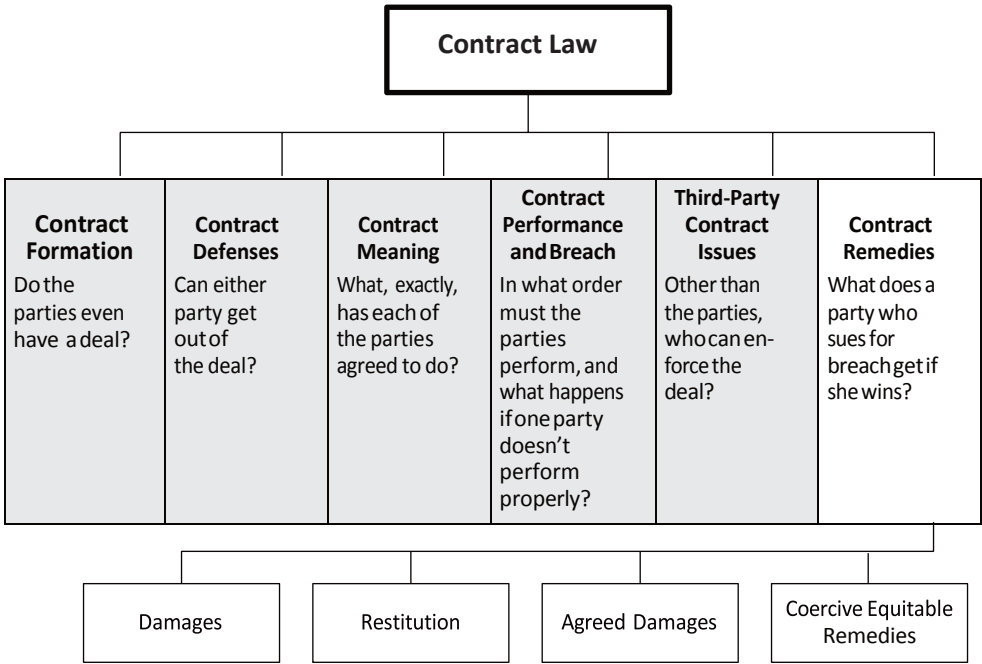 Contract Law
Contract
Formation
Do the
parties even
have a deal?
Contract
Defenses
Can either
party get
out of
the deal?
Contract
Meaning
What, exactly,
has each of
the parties
agreed to do?
Contract
Performance
and Breach
In what order
must the
parties
perform, and
what happens
if one party
doesn’t
perform
properly?
Third-Party
Contract
Issues
Other than
the parties,
who can en-
force the
deal?
Contract
Remedies
What does a
party who
sues for
breach get if
she wins?
Damages
Restitution
Agreed Damages
Coercive Equitable
Remedies